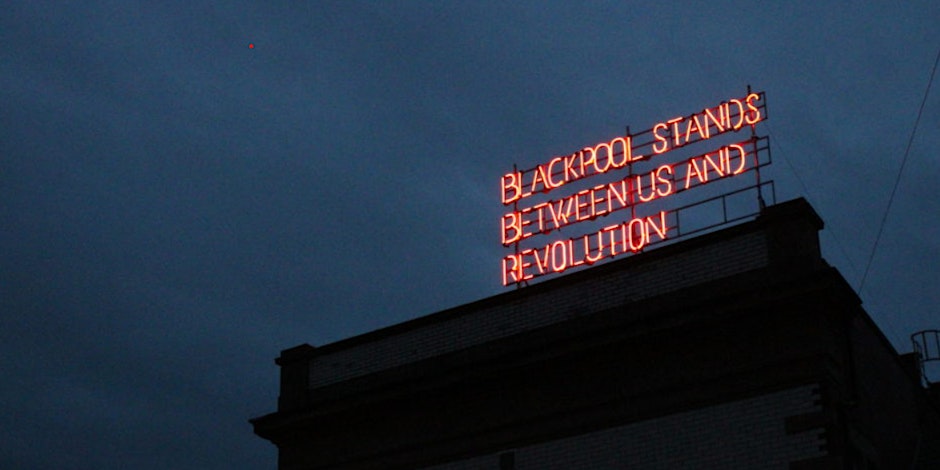 BLACKPOOL STANDS
BETWEEN US AND
REVOLUTION